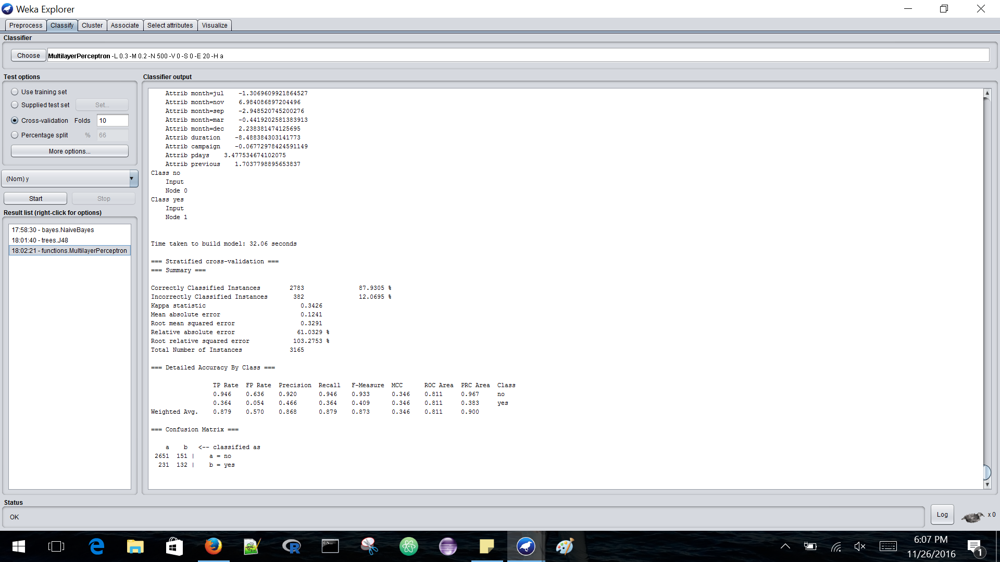 Weka Explorer
Preprocess Classify Cluster Associate Select attributes Visualize
Classifier
Choose MultilayerPerceptron -L 0.3 -M 0.2 -N 500 -V 0 -S 0 -E 20 -H a
Test options
Use training set
Supplied test set Set...
Cross-validation Folds 10
Percentage split % 66
More options...
(Nom) y
Start Stop
Result list (right-click for options)
17:58:30 - bayes.NaiveBayes
18:01:40 - trees.J48
18:02:21 - functions.MultilayerPerceptron
Classifier output
Attrib month=jul -1.3069609921864527
Attrib month=nov 6.984086897204496
Attrib month=sep -2.948520745200276
Attrib month=mar -0.4419202581383913
Attrib month=dec 2.238381474125695
Attrib duration -8.488384303141773
Attrib campaign -0.06772978424591149
Attrib pdays 3.477534674102075
Attrib previous 1.7037798895653837
Class no
Input
Node 0
Class yes
Input
Node 1
Time taken to build model: 32.06 seconds
=== Stratified cross-validation ===
=== Summary ===
Correctly Classified Instances 2783 87.9305 %
Incorrectly Classified Instances 382 12.0695 %
Kappa statistic 0.3426
Mean absolute error 0.1241
Root mean squared error 0.3291
Relative absolute error 61.0329 %
Root relative squared error 103.2753 %
Total Number of Instances 3165
=== Detailed Accuracy By Class ===
TP Rate FP Rate Precision Recall F-Measure MCC ROC Area PRC Area Class
0.946 0.636 0.920 0.946 0.933 0.346 0.811 0.967 no
0.364 0.054 0.466 0.364 0.409 0.346 0.811 0.383 yes
Weighted Avg. 0.879 0.570 0.868 0.879 0.873 0.346 0.811 0.900
=== Confusion Matrix ===
a b <-- classified as
2651 151 | a = no
231 132 | b = yes
Status
OK
Log x 0
6:07 PM
11/26/2016
1